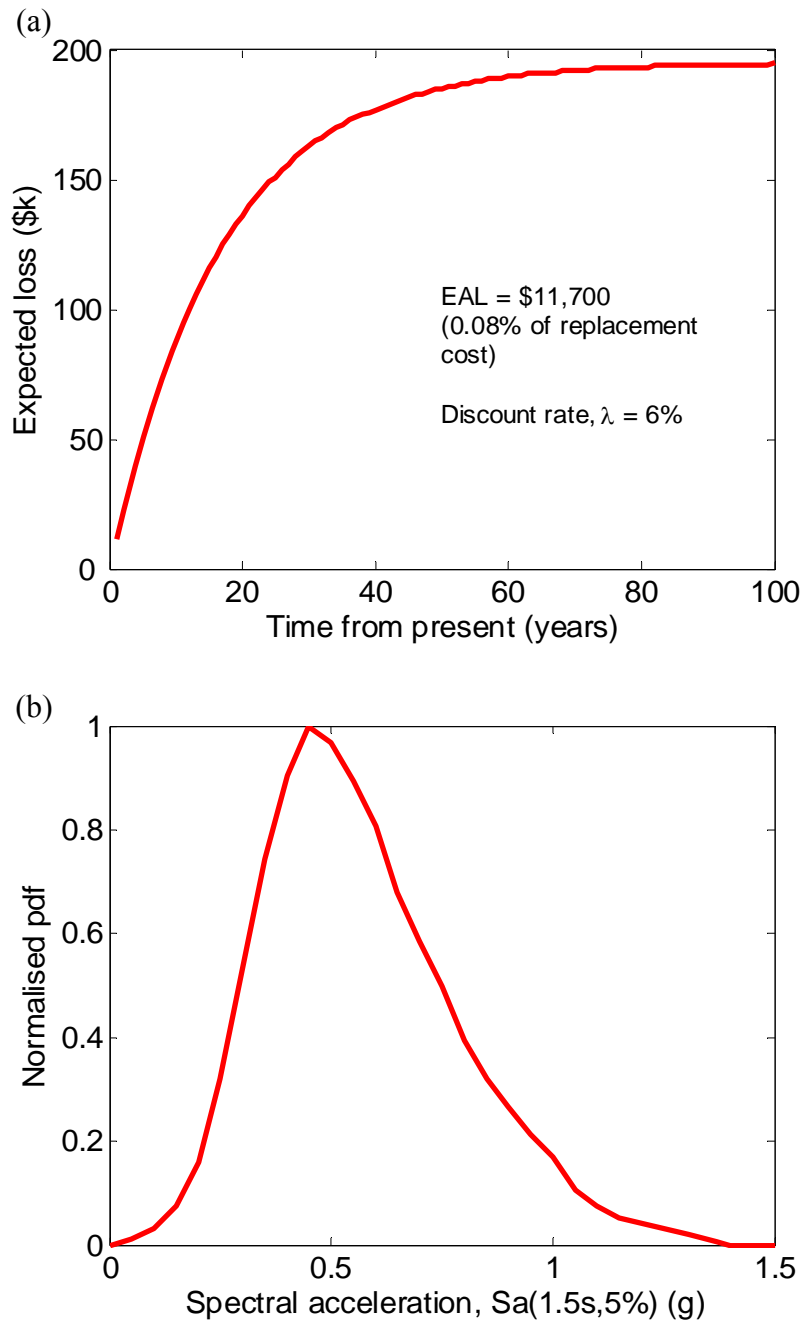 (a)
200
150
100
50
0
Expected loss ($k)
EAL = $11,700
(0.08% of replacement
cost)
Discount rate, λ = 6%
0 20 40 60 80 100
Time from present (years)
(b)
1
0.8
0.6
0.4
0.2
0
Normalised pdf
0 0.5 1 1.5
Spectral acceleration, Sa(1.5s,5%) (g)